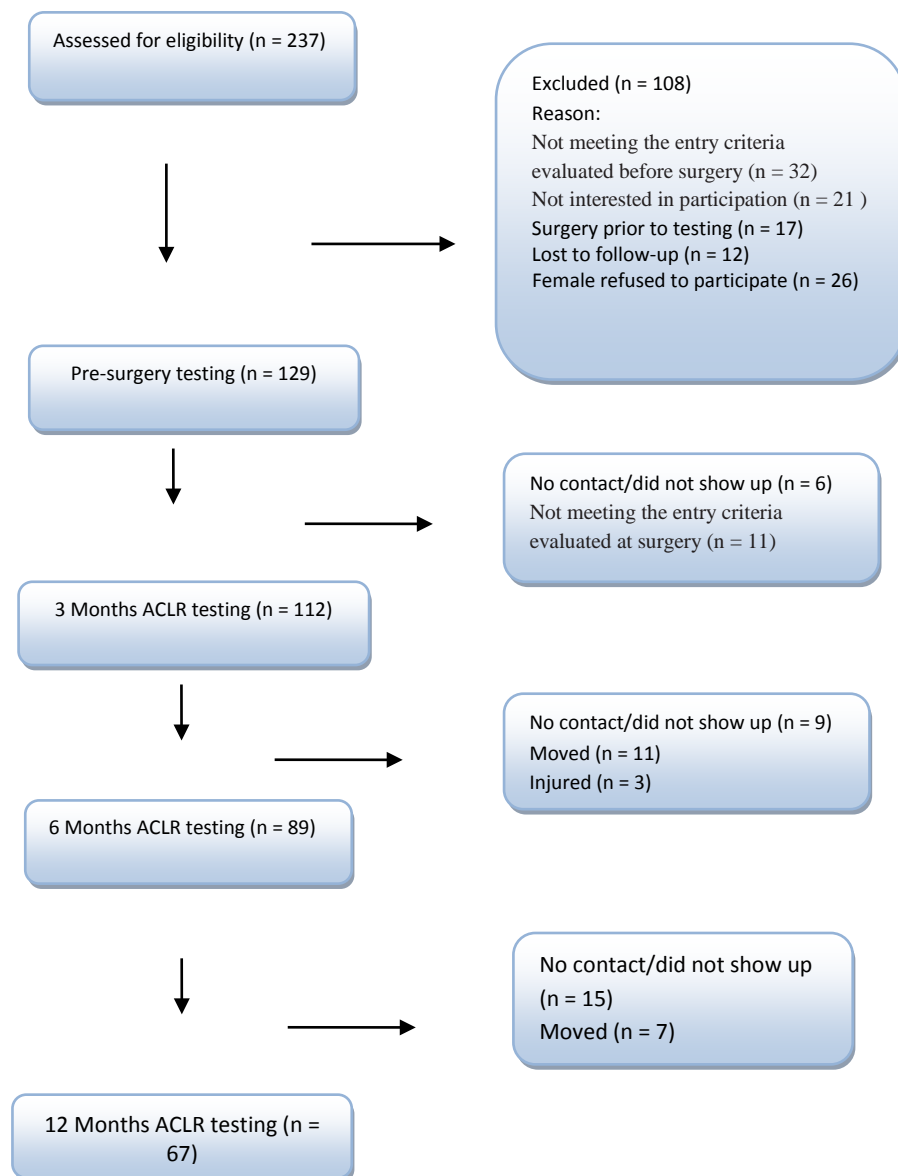 Assessed for eligibility (n = 237)
Excluded (n = 108)
Reason:
Not meeting the entry criteria
evaluated before surgery (n = 32)
Not interested in participation (n = 21 )
Surgery prior to testing (n = 17)
Lost to follow-up (n = 12)
Female refused to participate (n = 26)
Pre-surgery testing (n = 129)
No contact/did not show up (n = 6)
Not meeting the entry criteria
evaluated at surgery (n = 11)
3 Months ACLR testing (n = 112)
No contact/did not show up (n = 9)
Moved (n = 11)
Injured (n = 3)
6 Months ACLR testing (n = 89)
No contact/did not show up
(n = 15)
Moved (n = 7)
12 Months ACLR testing (n =
67)